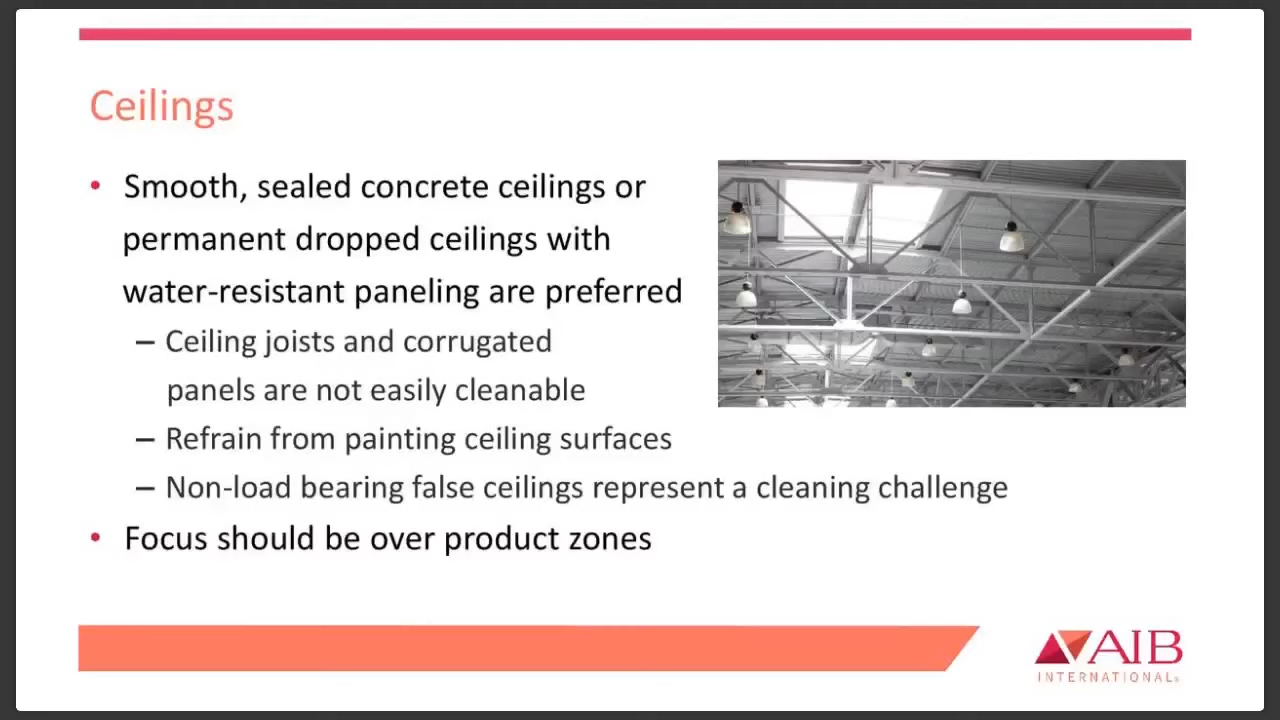 Ceilings
• Smooth, sealed concrete ceilings or
permanent dropped ceilings with
water-resistant paneling are preferred
– Ceiling joists and corrugated
panels are not easily cleanable
– Refrain from painting ceiling surfaces
– Non-load bearing false ceilings represent a cleaning challenge
• Focus should be over product zones
AIB
INTERNATIONAL®